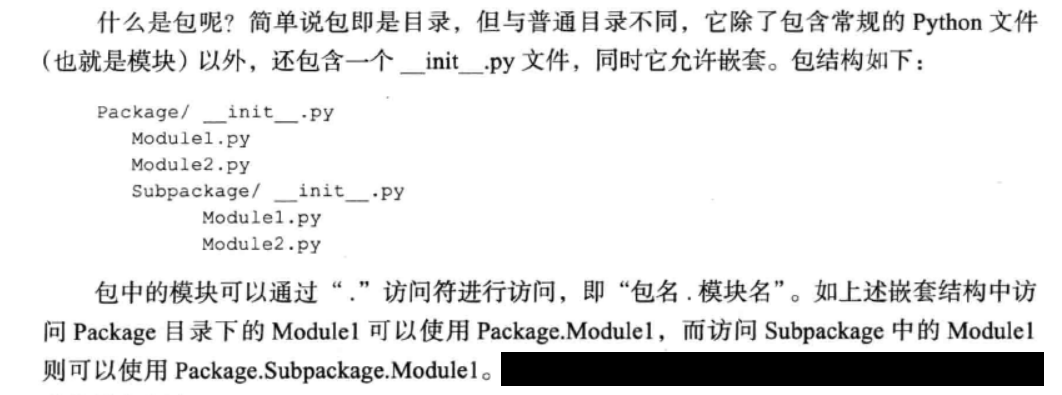 什么是包呢？简单说包即是目录，但与普通目录不同，它除了包含常规的 Python 文件
（也就是模块）以外，还包含一个 __init__.py 文件，同时它允许嵌套。包结构如下：
Package/ __init__.py
Module1.py
Module2.py
Subpackage/ __init__.py
Module1.py
Module2.py
包中的模块可以通过“.”访问符进行访问，即“包名.模块名”。如上述嵌套结构中访
问 Package 目录下的 Module1 可以使用 Package.Module1，而访问 Subpackage 中的 Module1
则可以使用 Package.Subpackage.Module1。